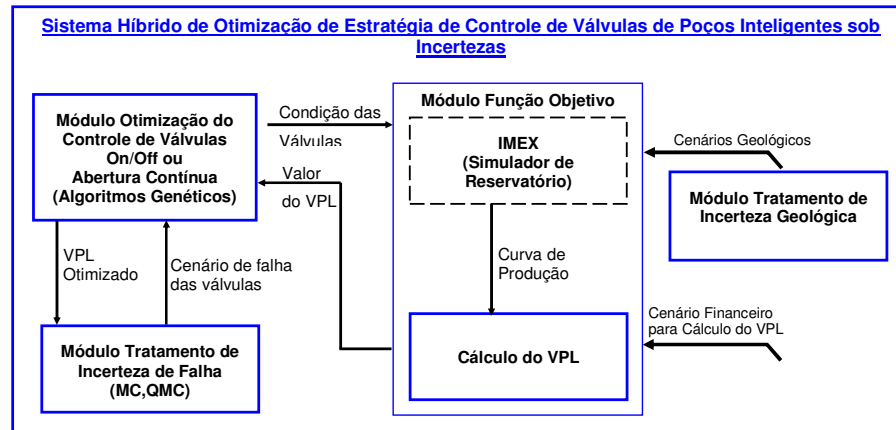 Sistema Híbrido de Otimização de Estratégia de Controle de Válvulas de Poços Inteligentes sob
Incertezas
Módulo Otimização do
Controle de Válvulas
On/Off ou
Abertura Contínua
(Algoritmos Genéticos)
Condição das
Válvulas
Valor
do VPL
Módulo Função Objetivo
IMEX
(Simulador de
Reservatório)
Curva de
Produção
Cálculo do VPL
Cenários Geológicos
Módulo Tratamento de
Incerteza Geológica
Cenário Financeiro
para Cálculo do VPL
VPL
Otimizado
Cenário de falha
das válvulas
Módulo Tratamento de
Incerteza de Falha
(MC,QMC)